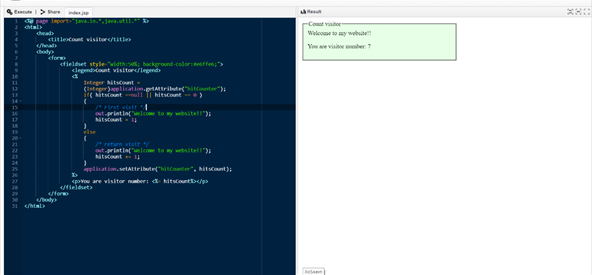 Execute Share index.jsp
Result
1 <%@ page import="java.io.*,java.util.*" %>
2 <html>
3 <head>
4 <title>Count visitor</title>
5 </head>
6 <body>
7 <form>
8 <fieldset style="width:50%; background-color:#e6ffe6;">
9 <legend>Count visitor</legend>
10 <%
11 Integer hitsCount =
12 (Integer)application.getAttribute("hitCounter");
13 if( hitsCount ==null || hitsCount == 0 )
14 {
15 /* First visit */
16 out.println("Welcome to my website!!");
17 hitsCount = 1;
18 }
19 else
20 {
21 /* return visit */
22 out.println("Welcome to my website!!");
23 hitsCount += 1;
24 }
25 application.setAttribute("hitCounter", hitsCount);
26 %>
27 <p>You are visitor number: <%= hitsCount%></p>
28 </fieldset>
29 </form>
30 </body>
31 </html>
Count visitor
Welcome to my website!!
You are visitor number: 7